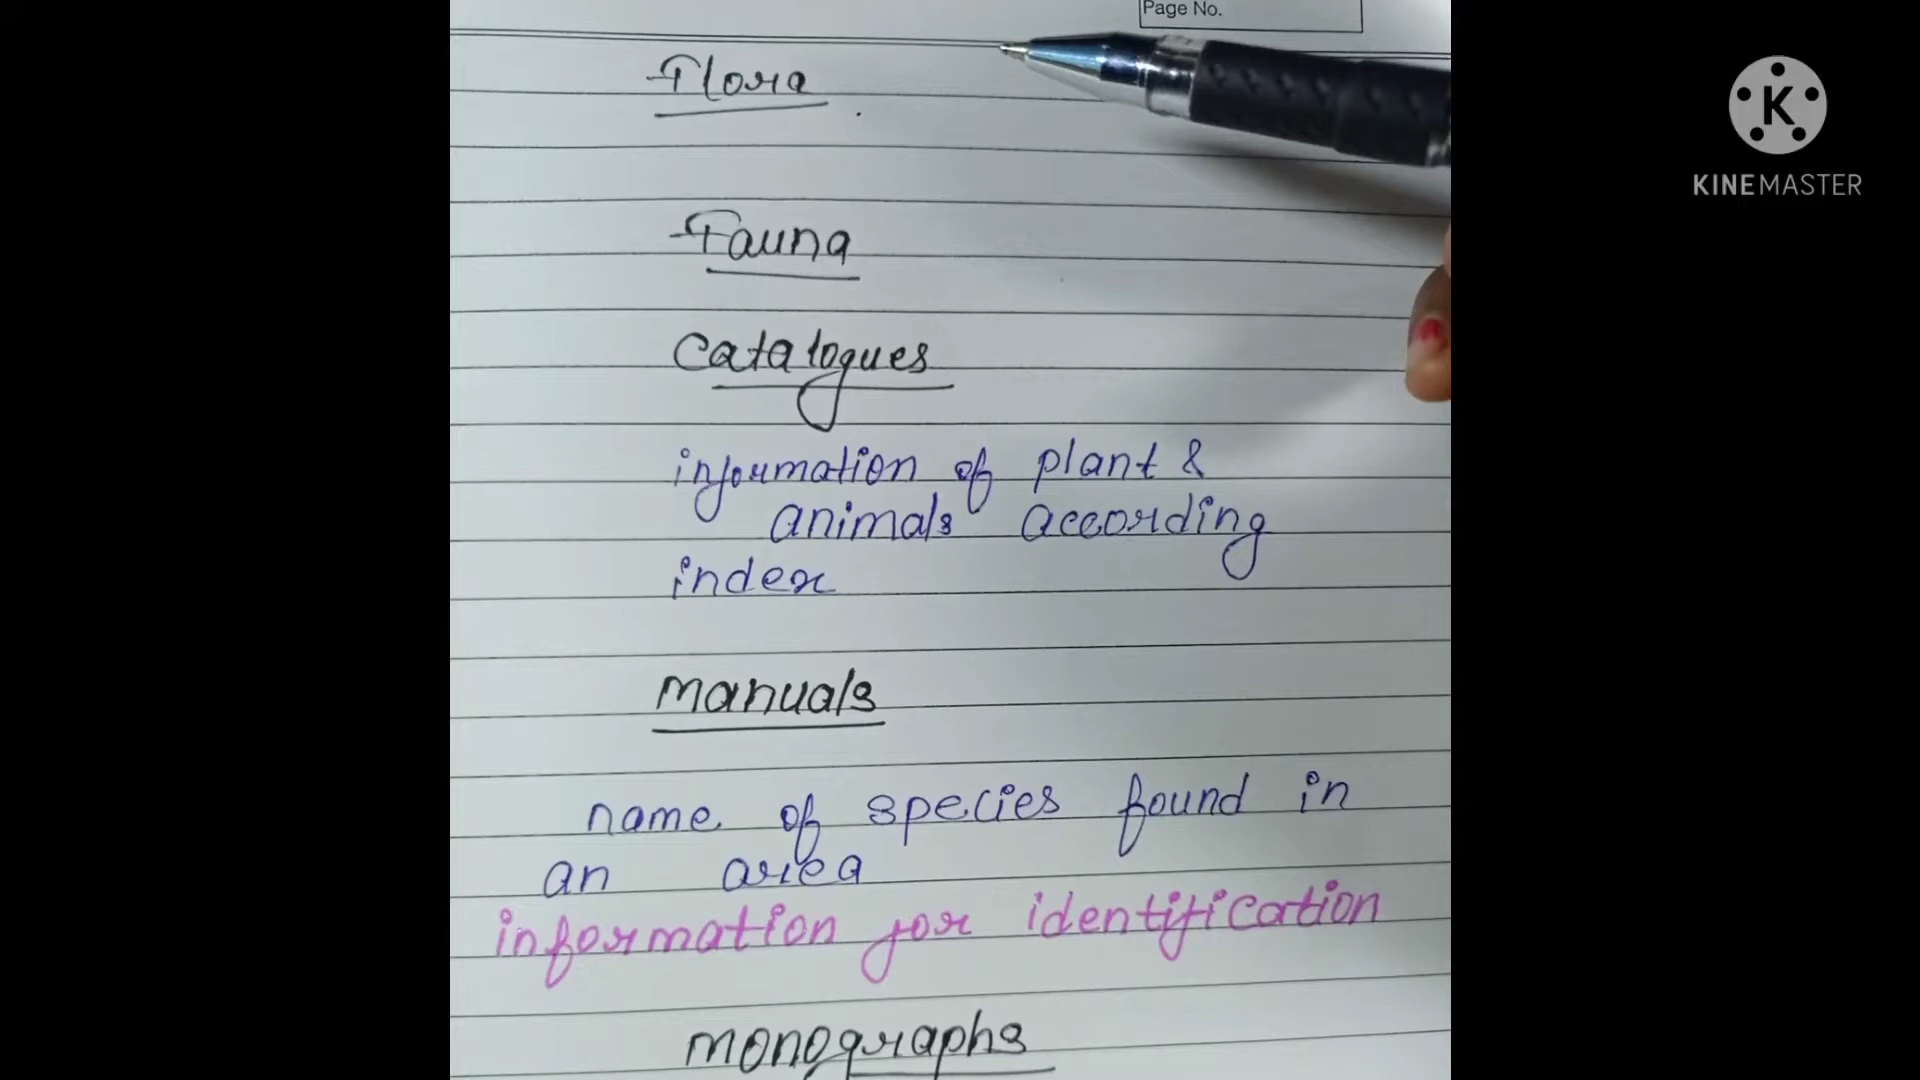 Page No.
Flora
Fauna
Catalogues
information of plant &
animals according
index
Manuals
name of species found in
an area
information for identification
Monographs
K
KINEMASTER